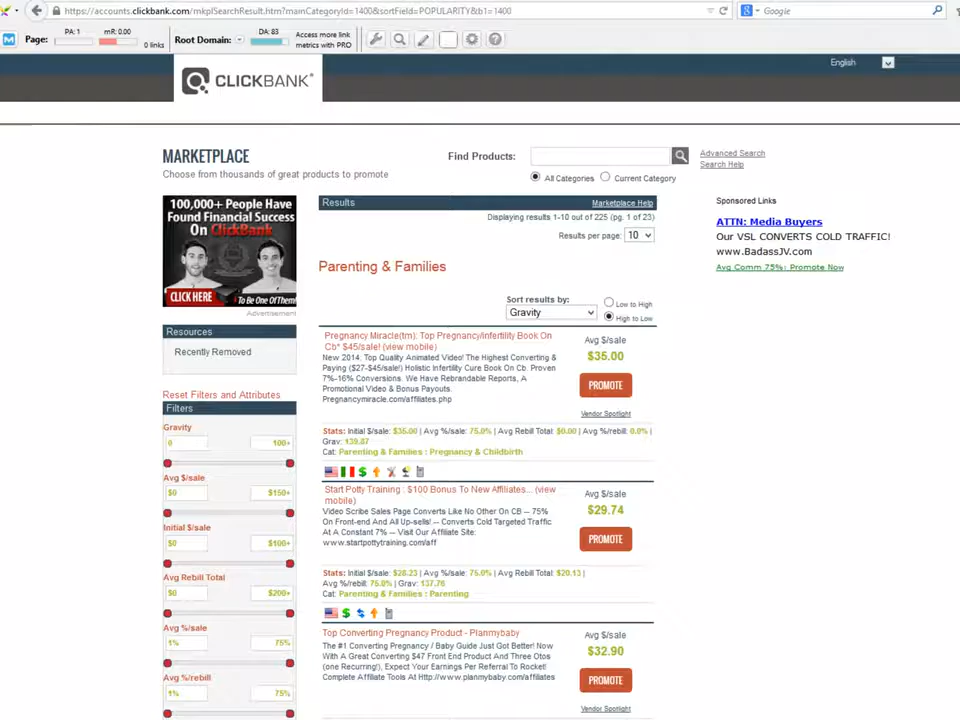 https://accounts.clickbank.com/mkplSearchResult.htm?mainCategoryId=1400&sortField=POPULARITY&b1=1400
Google
Page:
PA: 1
mR: 0.00
0 links
Root Domain:
DA: 83
Access more link
metrics with PRO
English
CLICKBANK
MARKETPLACE
Choose from thousands of great products to promote
Find Products:
Advanced Search
Search Help
All Categories
Current Category
100,000+ People Have
Found Financial Success
On ClickBank
CLICK HERE
To Be One Of Them!
Advertisement
Resources
Recently Removed
Reset Filters and Attributes
Filters
Gravity
0
100+
Avg $/sale
$0
$150+
Initial $/sale
$0
$100+
Avg Rebill Total
$0
$200+
Avg %/sale
1%
75%
Avg %/rebill
1%
75%
Results
Marketplace Help
Displaying results 1-10 out of 225 (pg. 1 of 23)
Results per page: 10
Parenting & Families
Sort results by:
Gravity
Low to High
High to Low
Pregnancy Miracle(tm): Top Pregnancy/infertility Book On
Cb* $45/sale! (view mobile)
New 2014: Top Quality Animated Video! The Highest Converting &
Paying ($27-$45/sale!) Holistic Infertility Cure Book On Cb. Proven
7%-16% Conversions. We Have Rebrandable Reports, A
Promotional Video & Bonus Payouts.
Pregnancymiracle.com/affiliates.php
Avg $/sale
$35.00
PROMOTE
Vendor Spotlight
Stats: Initial $/sale: $35.00 | Avg %/sale: 75.0% | Avg Rebill Total: $0.00 | Avg %/rebill: 0.0% |
Grav: 139.87
Cat: Parenting & Families : Pregnancy & Childbirth
Start Potty Training : $100 Bonus To New Affiliates... (view
mobile)
Video Scribe Sales Page Converts Like No Other On CB -- 75%
On Front-end And All Up-sells! -- Converts Cold Targeted Traffic
At A Constant 7% -- Visit Our Affiliate Site:
www.startpottytraining.com/aff
Avg $/sale
$29.74
PROMOTE
Stats: Initial $/sale: $28.23 | Avg %/sale: 75.0% | Avg Rebill Total: $20.13 |
Avg %/rebill: 75.0% | Grav: 137.76
Cat: Parenting & Families : Parenting
Top Converting Pregnancy Product - Planmybaby
The #1 Converting Pregnancy / Baby Guide Just Got Better! Now
With A Great Converting $47 Front End Product And Three Otos
(one Recurring!), Expect Your Earnings Per Referral To Rocket!
Complete Affiliate Tools At Http://www.planmybaby.com/affiliates
Avg $/sale
$32.90
PROMOTE
Vendor Spotlight
Sponsored Links
ATTN: Media Buyers
Our VSL CONVERTS COLD TRAFFIC!
www.BadassJV.com
Avg Comm 75%: Promote Now